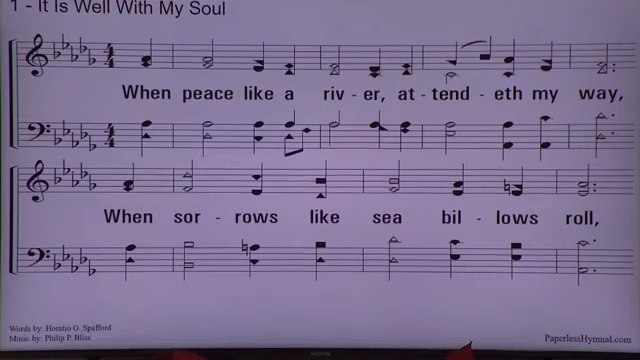 1 - It Is Well With My Soul
When peace like a riv - er, at - tend - eth my way,
When sor - rows like sea bil - lows roll,
Words by: Horatio G. Spafford
Music by: Philip P. Bliss
PaperlessHymnal.com